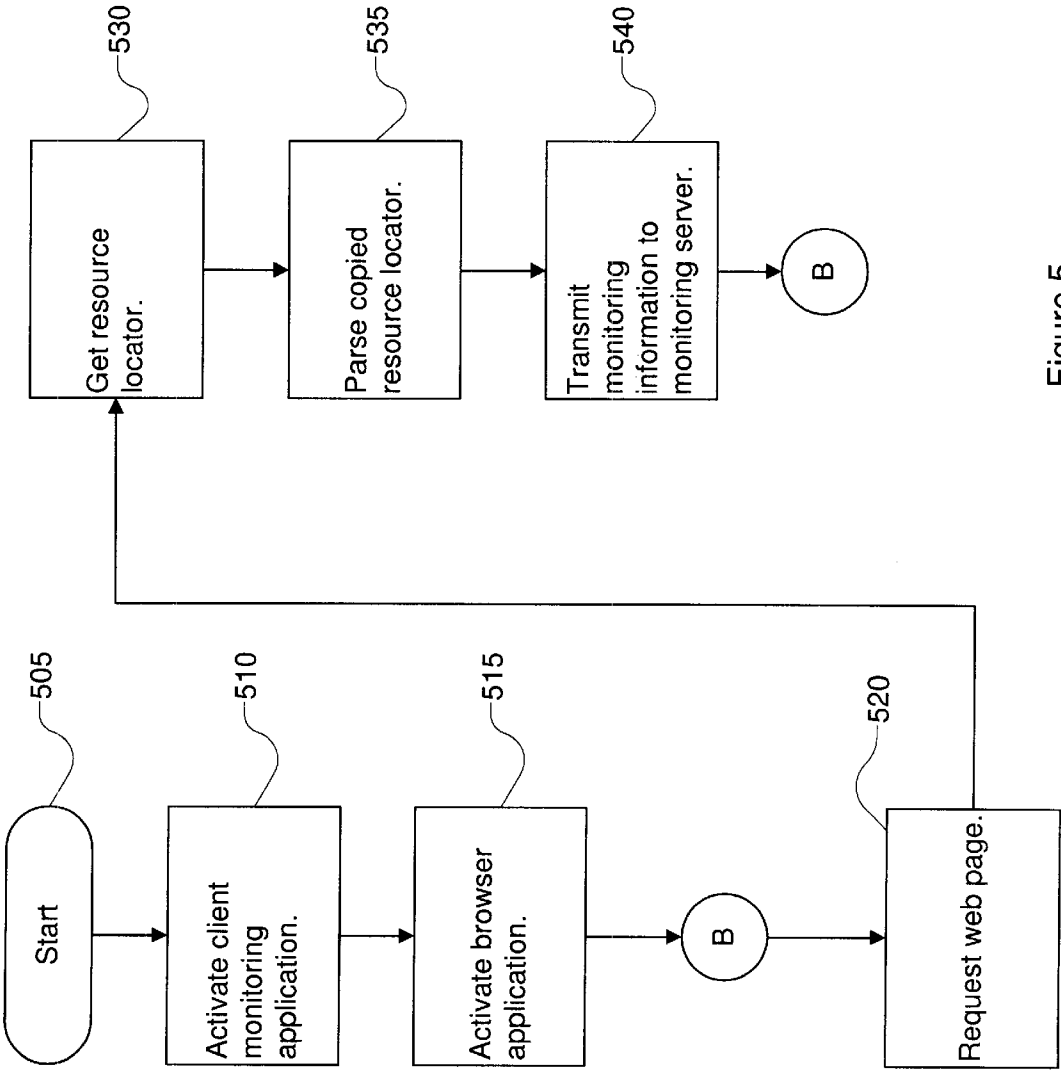 Start
505
Activate client
monitoring
application.
510
Activate browser
application.
515
B
Request web page.
520
Get resource
locator.
530
Parse copied
resource locator.
535
Transmit
monitoring
information to
monitoring server.
540
B
Figure 5